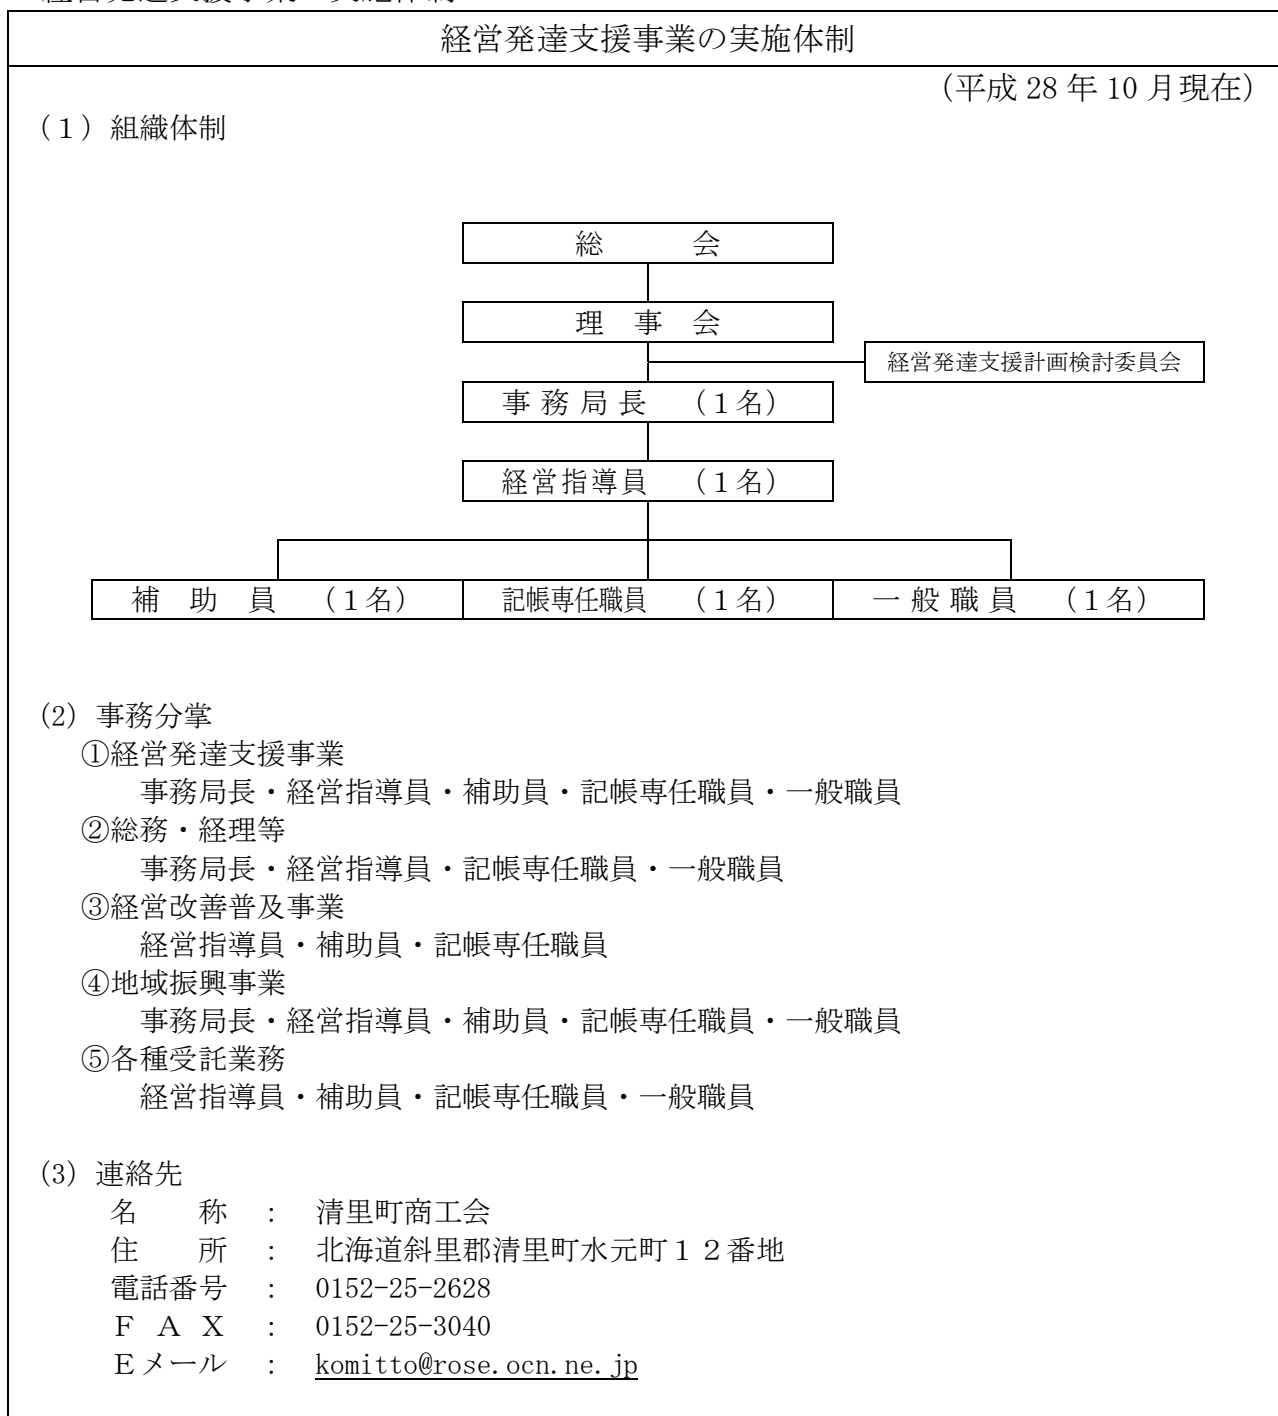 経営発達支援事業の実施体制
(平成 28 年 10 月現在)
(１) 組織体制
総　　会
理　事　会
経営発達支援計画検討委員会
事 務 局 長　(１名)
経営指導員　(１名)
補　助　員　(１名)　記帳専任職員　(１名)　一 般 職 員　(１名)
(2) 事務分掌
①経営発達支援事業
事務局長・経営指導員・補助員・記帳専任職員・一般職員
②総務・経理等
事務局長・経営指導員・記帳専任職員・一般職員
③経営改善普及事業
経営指導員・補助員・記帳専任職員
④地域振興事業
事務局長・経営指導員・補助員・記帳専任職員・一般職員
⑤各種受託業務
経営指導員・補助員・記帳専任職員・一般職員
(3) 連絡先
名　　称　:　清里町商工会
住　　所　:　北海道斜里郡清里町水元町１２番地
電話番号　:　0152-25-2628
Ｆ Ａ Ｘ　:　0152-25-3040
Ｅメール　:　komitto@rose.ocn.ne.jp